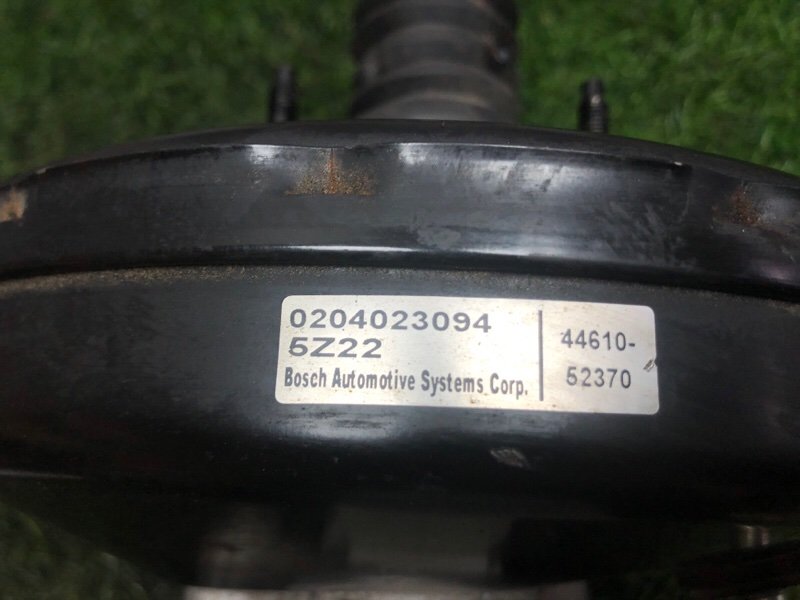 0204023094
5Z22
Bosch Automotive Systems Corp.
44610-
52370